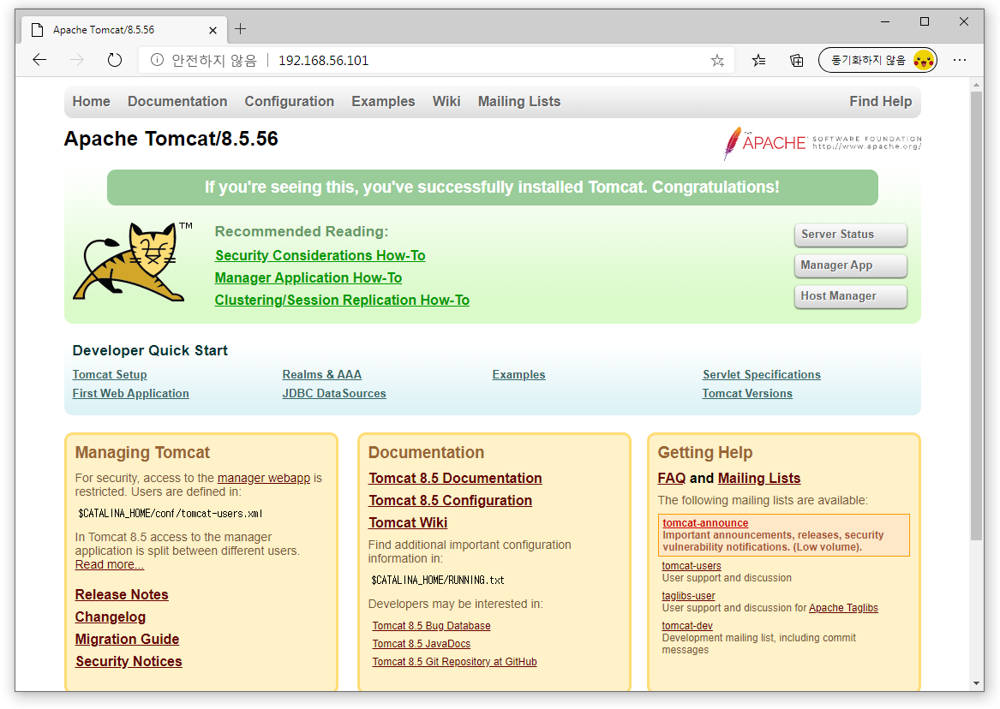 Apache Tomcat/8.5.56
안전하지 않음 192.168.56.101 동기화하지 않음
Home Documentation Configuration Examples Wiki Mailing Lists Find Help
Apache Tomcat/8.5.56
THE APACHE SOFTWARE FOUNDATION
http://www.apache.org/
If you're seeing this, you've successfully installed Tomcat. Congratulations!
TM
Recommended Reading:
Security Considerations How-To
Manager Application How-To
Clustering/Session Replication How-To
Server Status
Manager App
Host Manager
Developer Quick Start
Tomcat Setup
First Web Application
Realms & AAA
JDBC DataSources
Examples
Servlet Specifications
Tomcat Versions
Managing Tomcat
For security, access to the manager webapp is
restricted. Users are defined in:
$CATALINA_HOME/conf/tomcat-users.xml
In Tomcat 8.5 access to the manager
application is split between different users.
Read more...
Release Notes
Changelog
Migration Guide
Security Notices
Documentation
Tomcat 8.5 Documentation
Tomcat 8.5 Configuration
Tomcat Wiki
Find additional important configuration
information in:
$CATALINA_HOME/RUNNING.txt
Developers may be interested in:
Tomcat 8.5 Bug Database
Tomcat 8.5 JavaDocs
Tomcat 8.5 Git Repository at GitHub
Getting Help
FAQ and Mailing Lists
The following mailing lists are available:
tomcat-announce
Important announcements, releases, security
vulnerability notifications. (Low volume).
tomcat-users
User support and discussion
taglibs-user
User support and discussion for Apache Taglibs
tomcat-dev
Development mailing list, including commit
messages